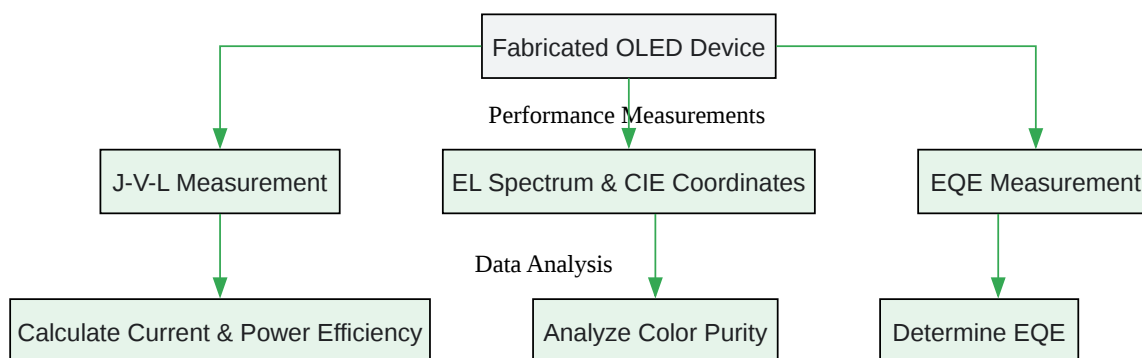 Fabricated OLED Device
Performance Measurements
J-V-L Measurement
EL Spectrum & CIE Coordinates
EQE Measurement
Data Analysis
Calculate Current & Power Efficiency
Analyze Color Purity
Determine EQE